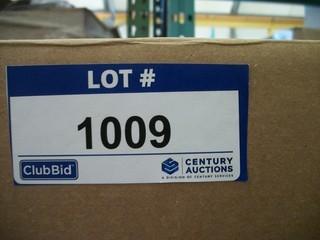 LOT #
1009
ClubBid
CENTURY
AUCTIONS
A DIVISION OF CENTURY SERVICES